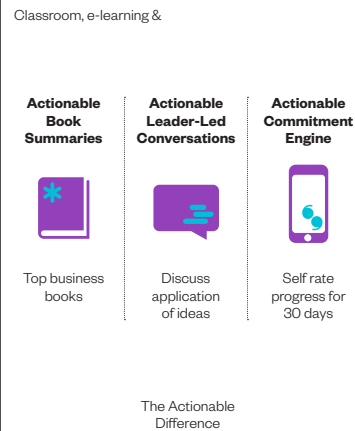 Classroom, e-learning &
Actionable
Book
Summaries
Top business
books
Actionable
Leader-Led
Conversations
Discuss
application
of ideas
Actionable
Commitment
Engine
Self rate
progress for
30 days
The Actionable
Difference